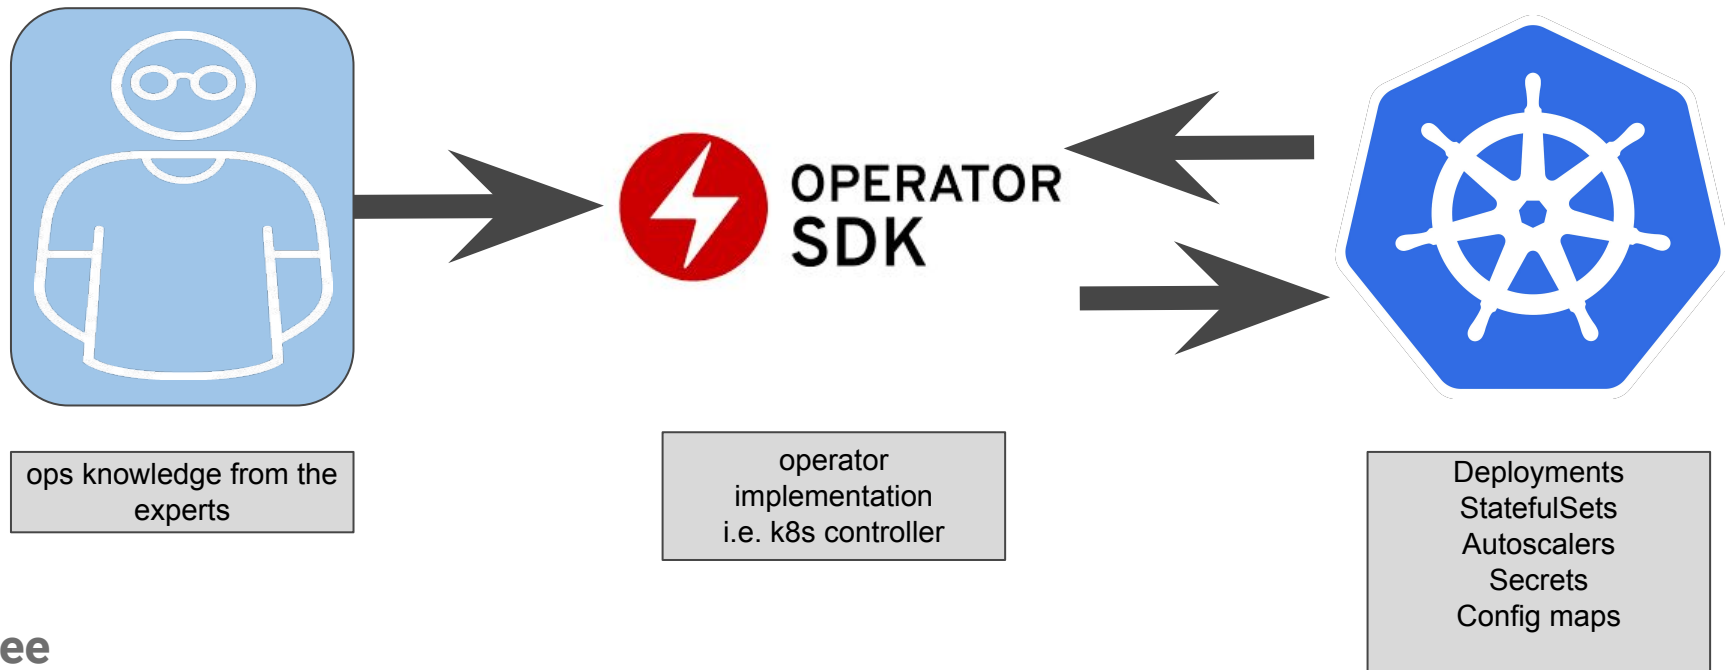 OPERATOR
SDK
ops knowledge from the
experts
operator
implementation
i.e. k8s controller
Deployments
StatefulSets
Autoscalers
Secrets
Config maps
ee